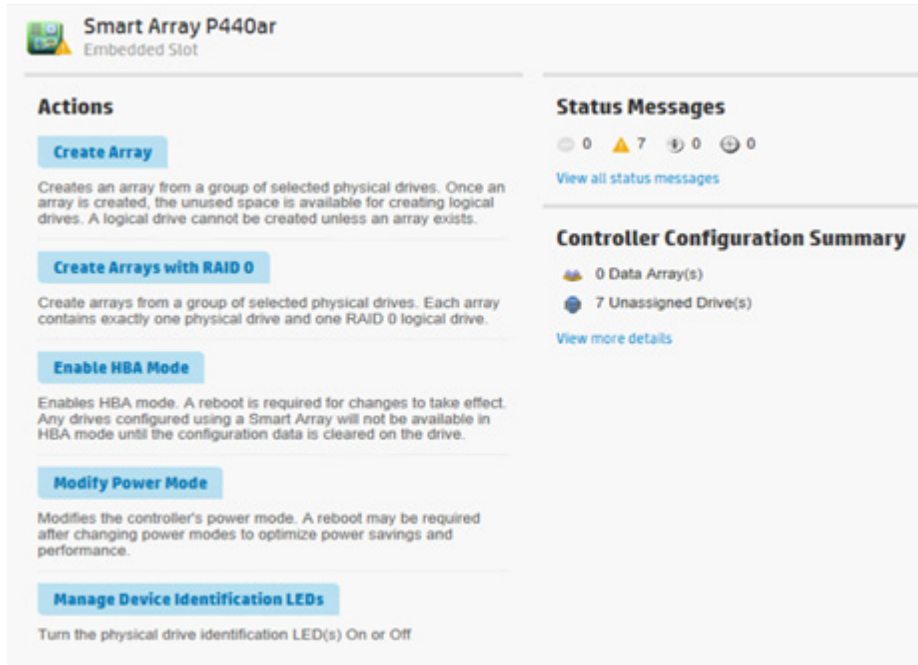 Smart Array P440ar
Embedded Slot
Actions
Create Array
Creates an array from a group of selected physical drives. Once an
array is created, the unused space is available for creating logical
drives. A logical drive cannot be created unless an array exists.
Create Arrays with RAID 0
Create arrays from a group of selected physical drives. Each array
contains exactly one physical drive and one RAID 0 logical drive.
Enable HBA Mode
Enables HBA mode. A reboot is required for changes to take effect.
Any drives configured using a Smart Array will not be available in
HBA mode until the configuration data is cleared on the drive.
Modify Power Mode
Modifies the controller's power mode. A reboot may be required
after changing power modes to optimize power savings and
performance.
Manage Device Identification LEDs
Turn the physical drive identification LED(s) On or Off
Status Messages
0 7 0 0
View all status messages
Controller Configuration Summary
0 Data Array(s)
7 Unassigned Drive(s)
View more details